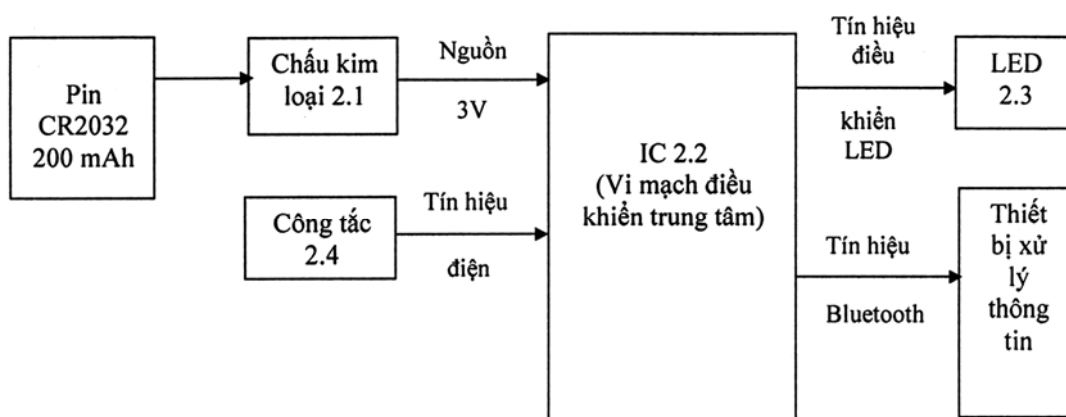 Pin
CR2032
200 mAh
Chấu kim
loại 2.1
Nguồn
3V
Công tắc
2.4
Tín hiệu
điện
IC 2.2
(Vi mạch điều
khiển trung tâm)
Tín hiệu
điều
khiển
LED
LED
2.3
Tín hiệu
Bluetooth
Thiết
bị xử
lý
thông
tin